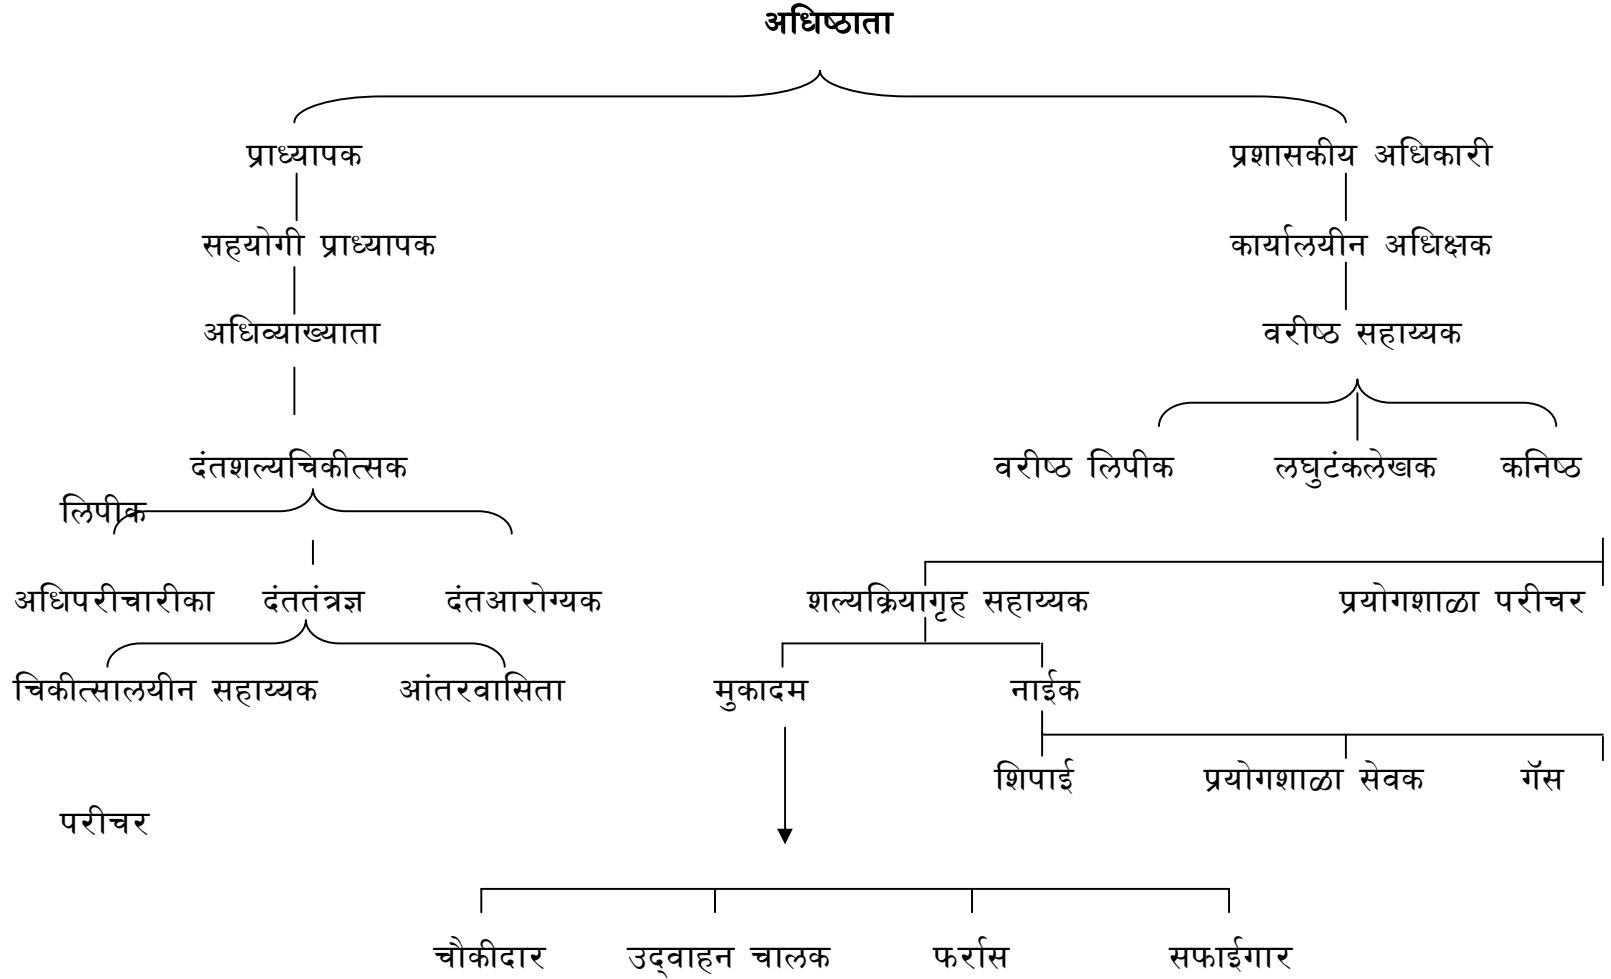 अधिष्ठाता
प्राध्यापक प्रशासकीय अधिकारी
सहयोगी प्राध्यापक कार्यालयीन अधिक्षक
अधिव्याख्याता वरीष्ठ सहाय्यक
दंतशल्यचिकीत्सक वरीष्ठ लिपीक लघुटंकलेखक कनिष्ठ
लिपीक
अधिपरीचारीका दंततंत्रज्ञ दंतआरोग्यक शल्यक्रियागृह सहाय्यक प्रयोगशाळा परीचर
चिकीत्सालयीन सहाय्यक आंतरवासिता मुकादम नाईक
शिपाई प्रयोगशाळा सेवक गॅस
परीचर
चौकीदार उद्‌वाहन चालक फर्रास सफाईगार